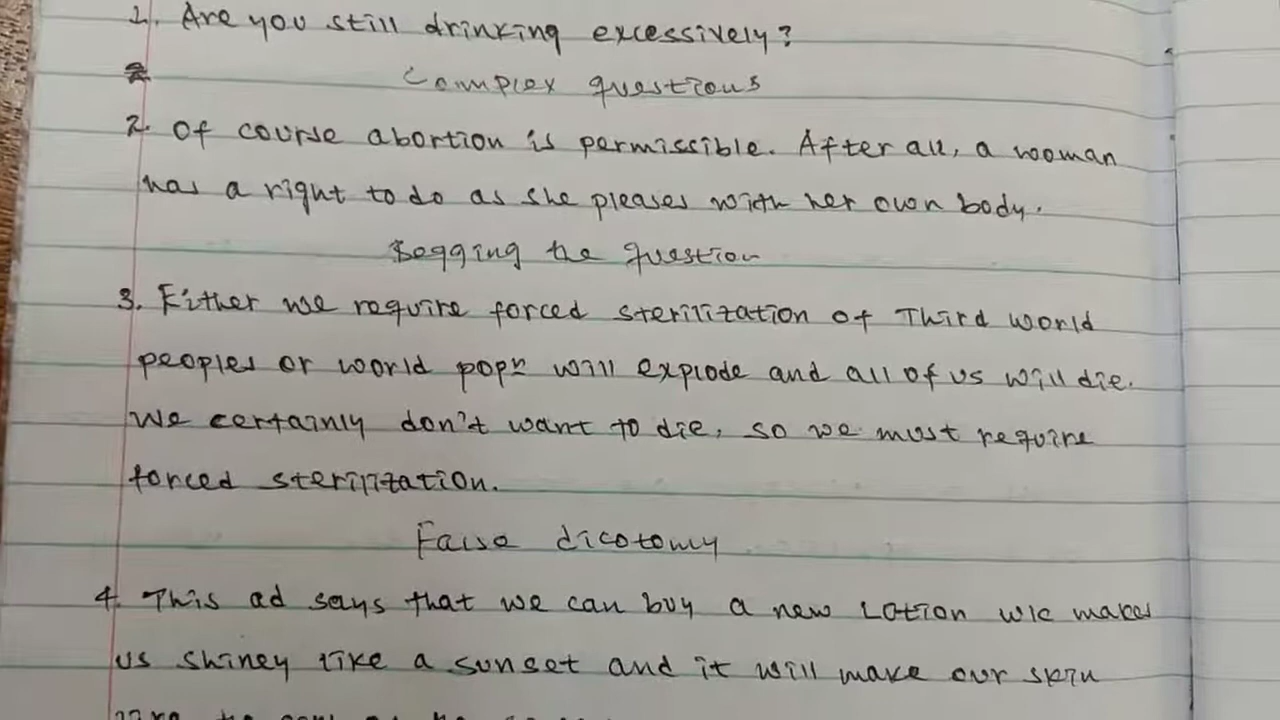 1. Are you still drinking excessively?
Complex questions
2. Of course abortion is permissible. After all, a wooman
has a right to do as she pleases with her own body.
Begging the question
3. Either we require forced sterilization of Third world
peoples or world popn will explode and all of us will die.
We certainly don't want to die, so we must require
forced sterilization.
False dicotomy
4. This ad says that we can buy a new Lotion wic makes
us shiney like a sunset and it will make our skin